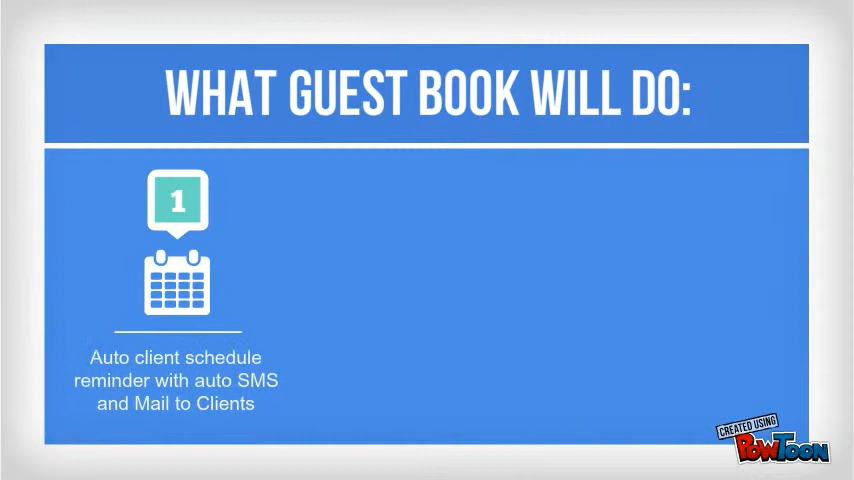 WHAT GUEST BOOK WILL DO:
1
Auto client schedule
reminder with auto SMS
and Mail to Clients
CREATED USING
POWTOON